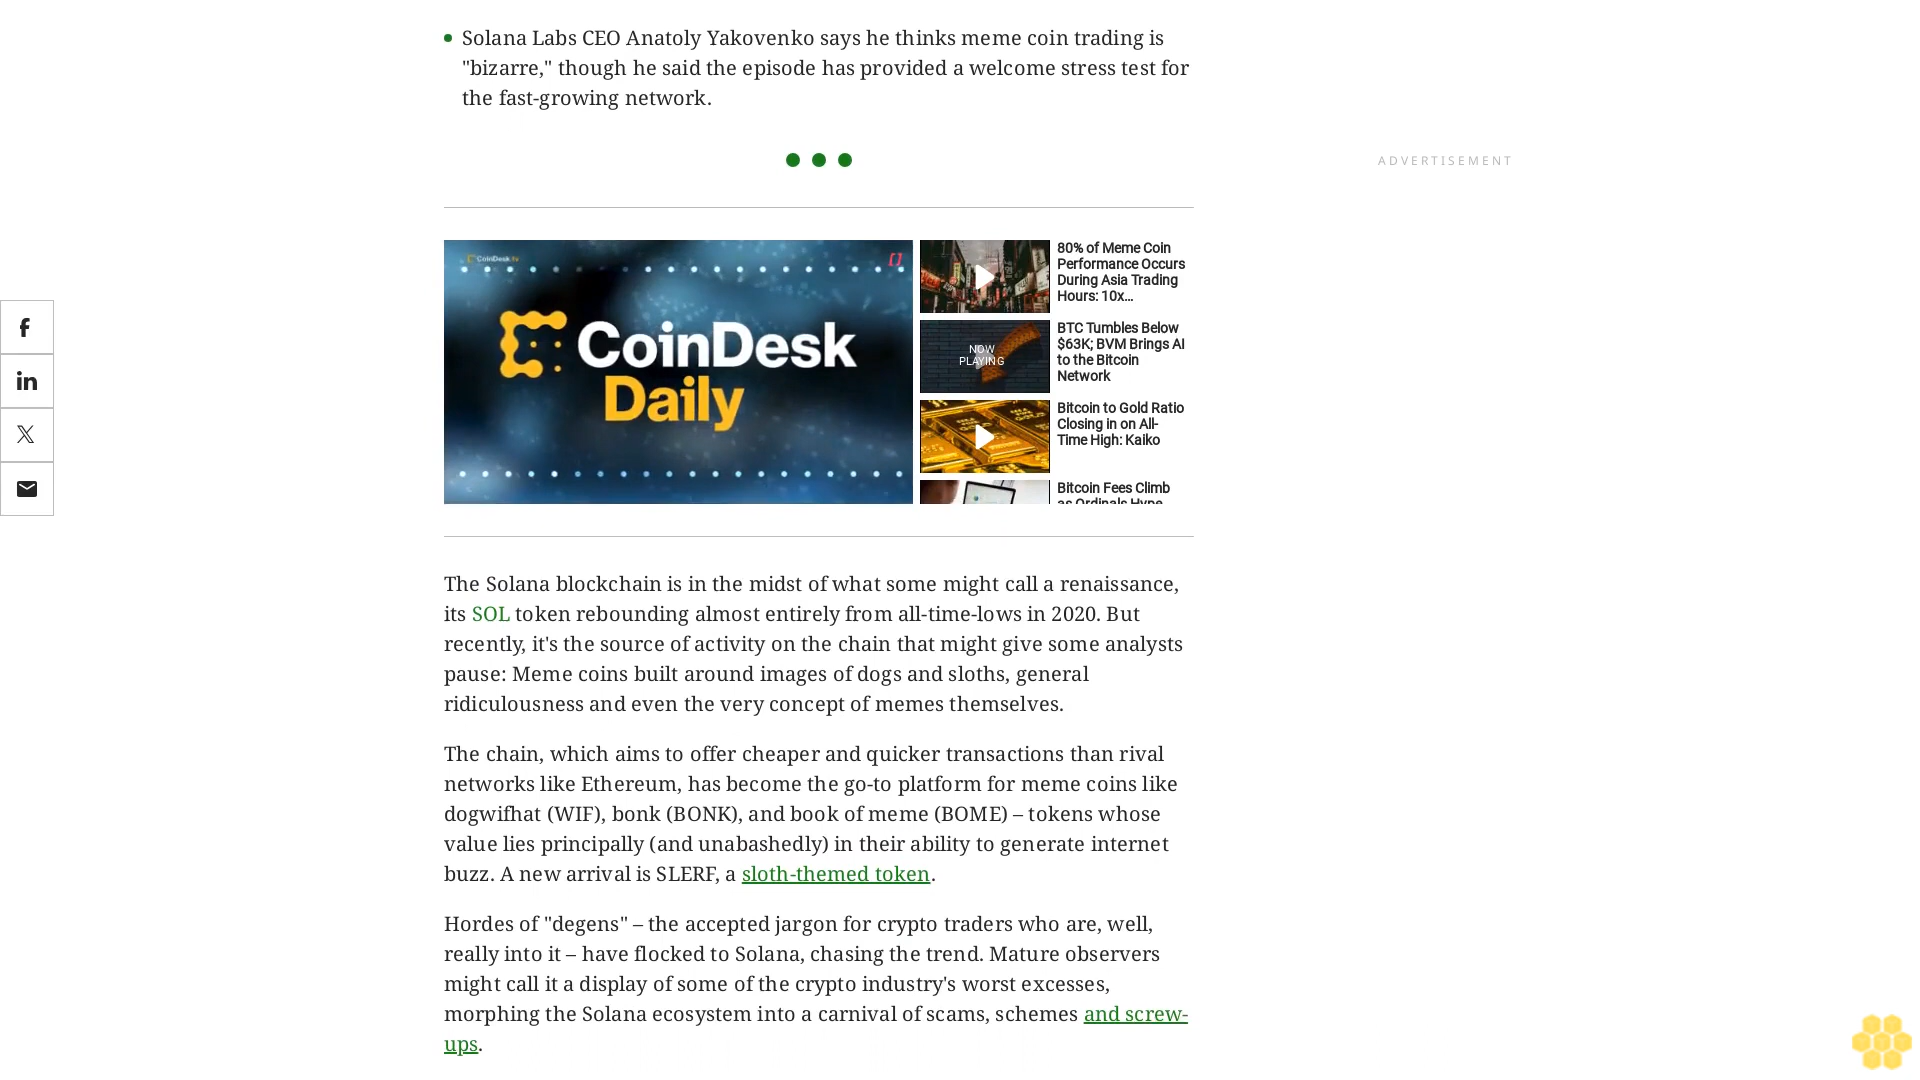 Solana Labs CEO Anatoly Yakovenko says he thinks meme coin trading is
"bizarre," though he said the episode has provided a welcome stress test for
the fast-growing network.
ADVERTISEMENT
CoinDesk.tv
CoinDesk
Daily
80% of Meme Coin
Performance Occurs
During Asia Trading
Hours: 10x...
NOW
PLAYING
BTC Tumbles Below
$63K; BVM Brings AI
to the Bitcoin
Network
Bitcoin to Gold Ratio
Closing in on All-
Time High: Kaiko
Bitcoin Fees Climb
as Ordinals Hype
The Solana blockchain is in the midst of what some might call a renaissance,
its SOL token rebounding almost entirely from all-time-lows in 2020. But
recently, it's the source of activity on the chain that might give some analysts
pause: Meme coins built around images of dogs and sloths, general
ridiculousness and even the very concept of memes themselves.
The chain, which aims to offer cheaper and quicker transactions than rival
networks like Ethereum, has become the go-to platform for meme coins like
dogwifhat (WIF), bonk (BONK), and book of meme (BOME) – tokens whose
value lies principally (and unabashedly) in their ability to generate internet
buzz. A new arrival is SLERF, a sloth-themed token.
Hordes of "degens" – the accepted jargon for crypto traders who are, well,
really into it – have flocked to Solana, chasing the trend. Mature observers
might call it a display of some of the crypto industry's worst excesses,
morphing the Solana ecosystem into a carnival of scams, schemes and screw-
ups.